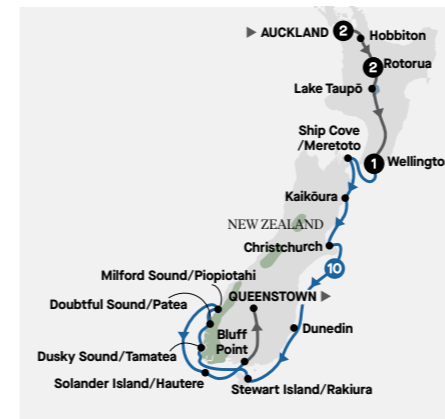 ▶ AUCKLAND 2
Hobbiton
2 Rotorua
Lake Taupō
Ship Cove
/Meretoto
1 Wellingto
Kaikōura
NEW ZEALAND
Christchurch
10
Milford Sound/Piopiotahi
Doubtful Sound/Patea
QUEENSTOWN ▶
Dunedin
Bluff
Point
Dusky Sound/Tamatea
Solander Island/Hautere
Stewart Island/Rakiura